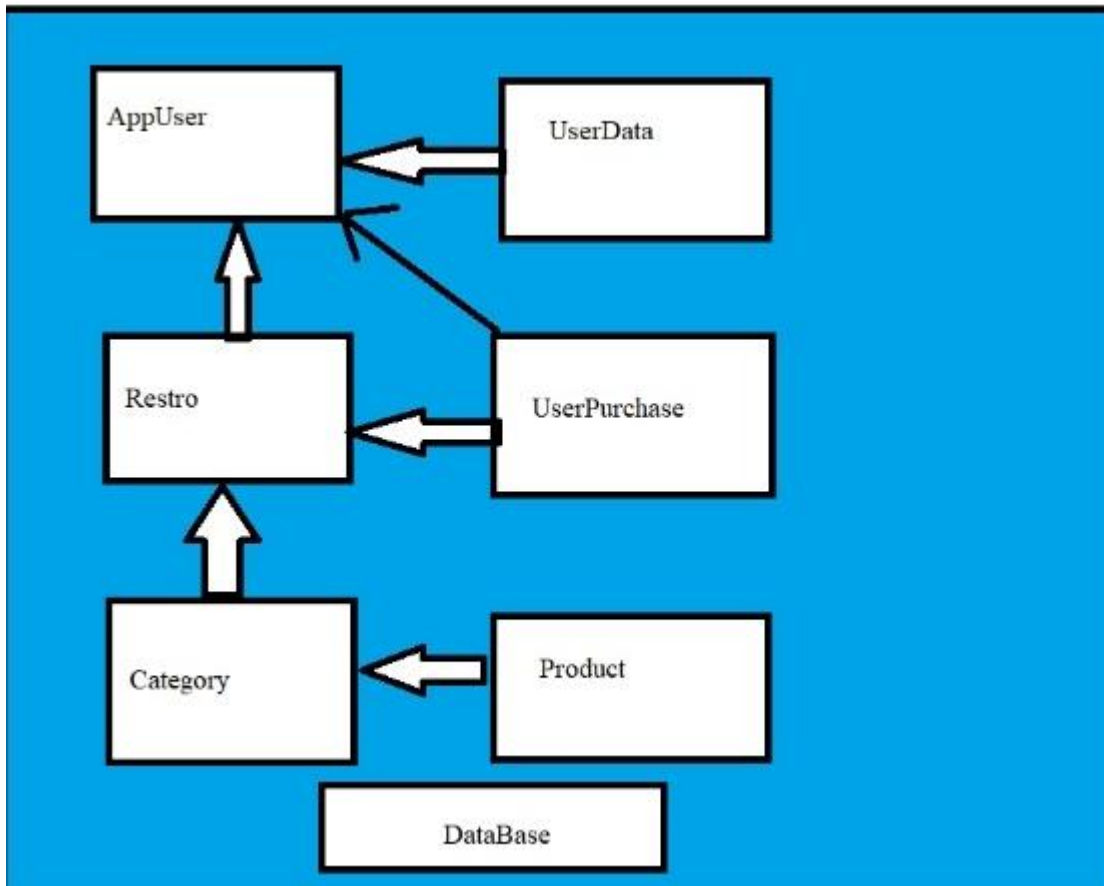 AppUser
UserData
Restro
UserPurchase
Category
Product
DataBase